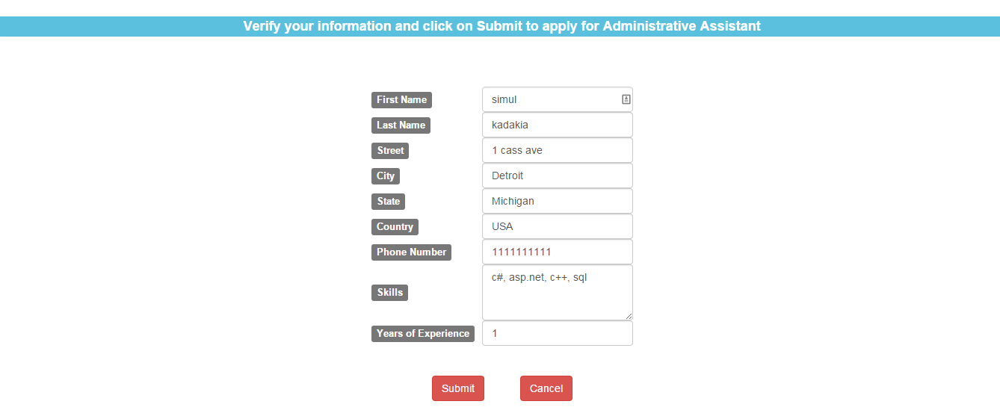 Verify your information and click on Submit to apply for Administrative Assistant
First Name simul
Last Name kadakia
Street 1 cass ave
City Detroit
State Michigan
Country USA
Phone Number 1111111111
Skills c#, asp.net, c++, sql
Years of Experience 1
Submit Cancel